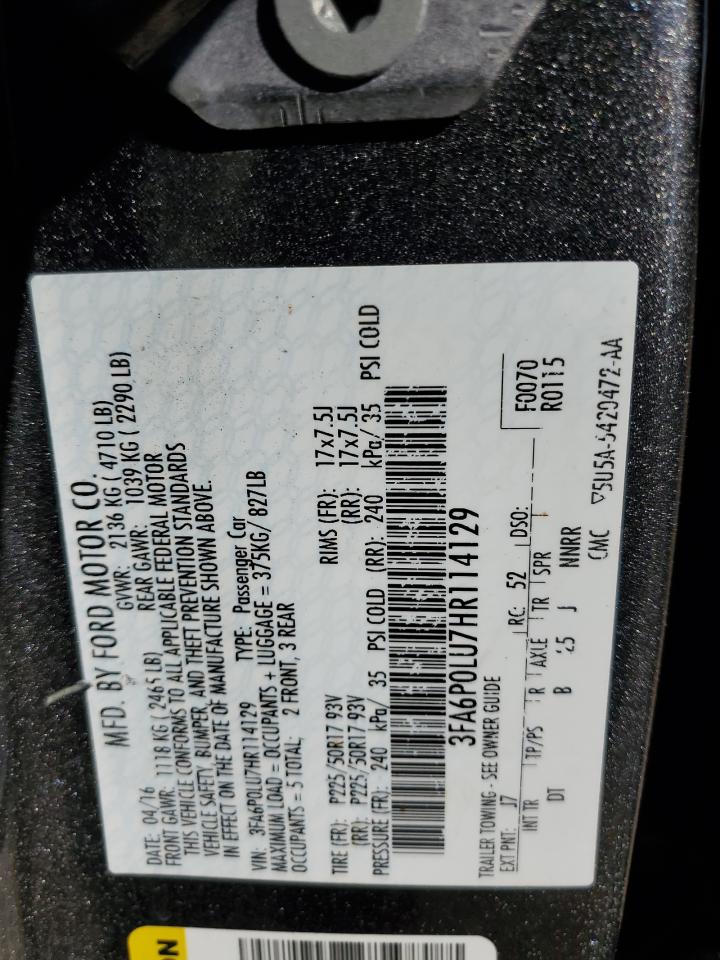 MFD. BY FORD MOTOR CO.
DATE: 04/16 GVWR: 2136 KG ( 4710 LB)
FRONT GAWR: 1118 KG ( 2465 LB) REAR GAWR: 1039 KG ( 2290 LB)
THIS VEHICLE CONFORMS TO ALL APPLICABLE FEDERAL MOTOR
VEHICLE SAFETY, BUMPER, AND THEFT PREVENTION STANDARDS
IN EFFECT ON THE DATE OF MANUFACTURE SHOWN ABOVE.
VIN: 3FA6P0LU7HR114129 TYPE: Passenger Car
MAXIMUM LOAD = OCCUPANTS + LUGGAGE = 375KG/ 827LB
OCCUPANTS = 5 TOTAL; 2 FRONT, 3 REAR
TIRE (FR): P225/50R17 93V RIMS (FR): 17x7.5J
(RR): P225/50R17 93V (RR): 17x7.5J
PRESSURE (FR): 240 kPa/ 35 PSI COLD (RR): 240 kPa/ 35 PSI COLD
3FA6P0LU7HR114129
TRAILER TOWING - SEE OWNER GUIDE
EXT PNT: J7 RC: 52 DSO: F0070
R0115
INT TR TP/PS R AXLE TR SPR
DT B J NNRR
CMC ▽5U5A-5420472-AA
ON